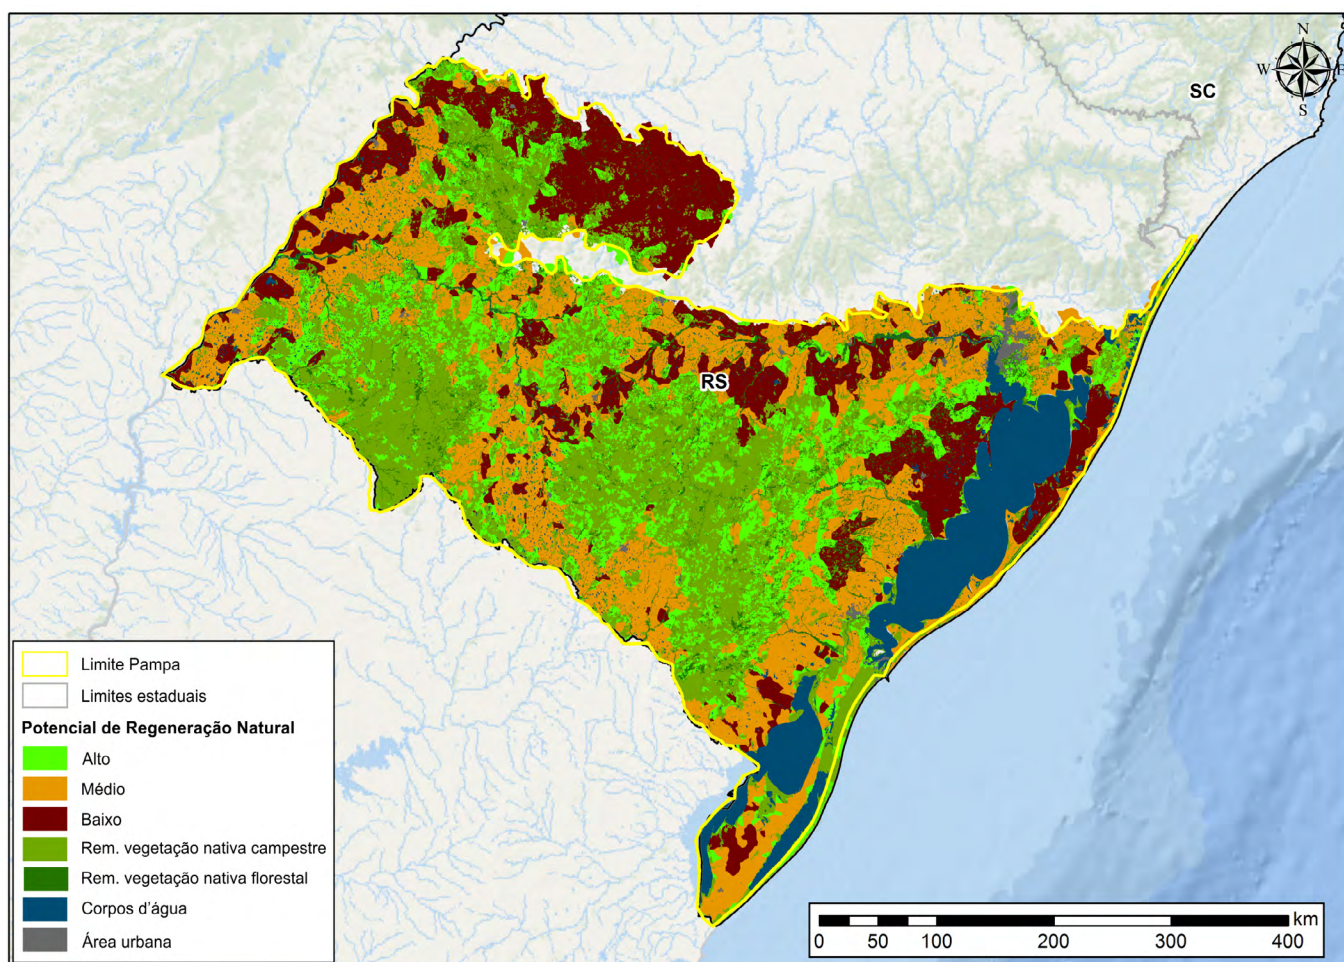 N
W
E
S
SC
RS
Limite Pampa
Limites estaduais
Potencial de Regeneração Natural
Alto
Médio
Baixo
Rem. vegetação nativa campestre
Rem. vegetação nativa florestal
Corpos d'água
Área urbana
km
0 50 100 200 300 400